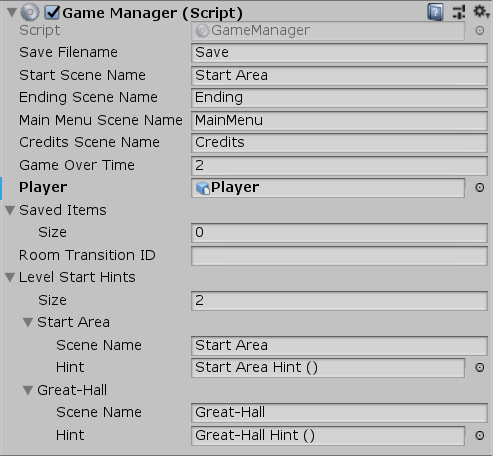 Game Manager (Script)
Script GameManager
Save Filename Save
Start Scene Name Start Area
Ending Scene Name Ending
Main Menu Scene Name MainMenu
Credits Scene Name Credits
Game Over Time 2
Player Player
Saved Items
Size 0
Room Transition ID
Level Start Hints
Size 2
Start Area
Scene Name Start Area
Hint Start Area Hint ()
Great-Hall
Scene Name Great-Hall
Hint Great-Hall Hint ()